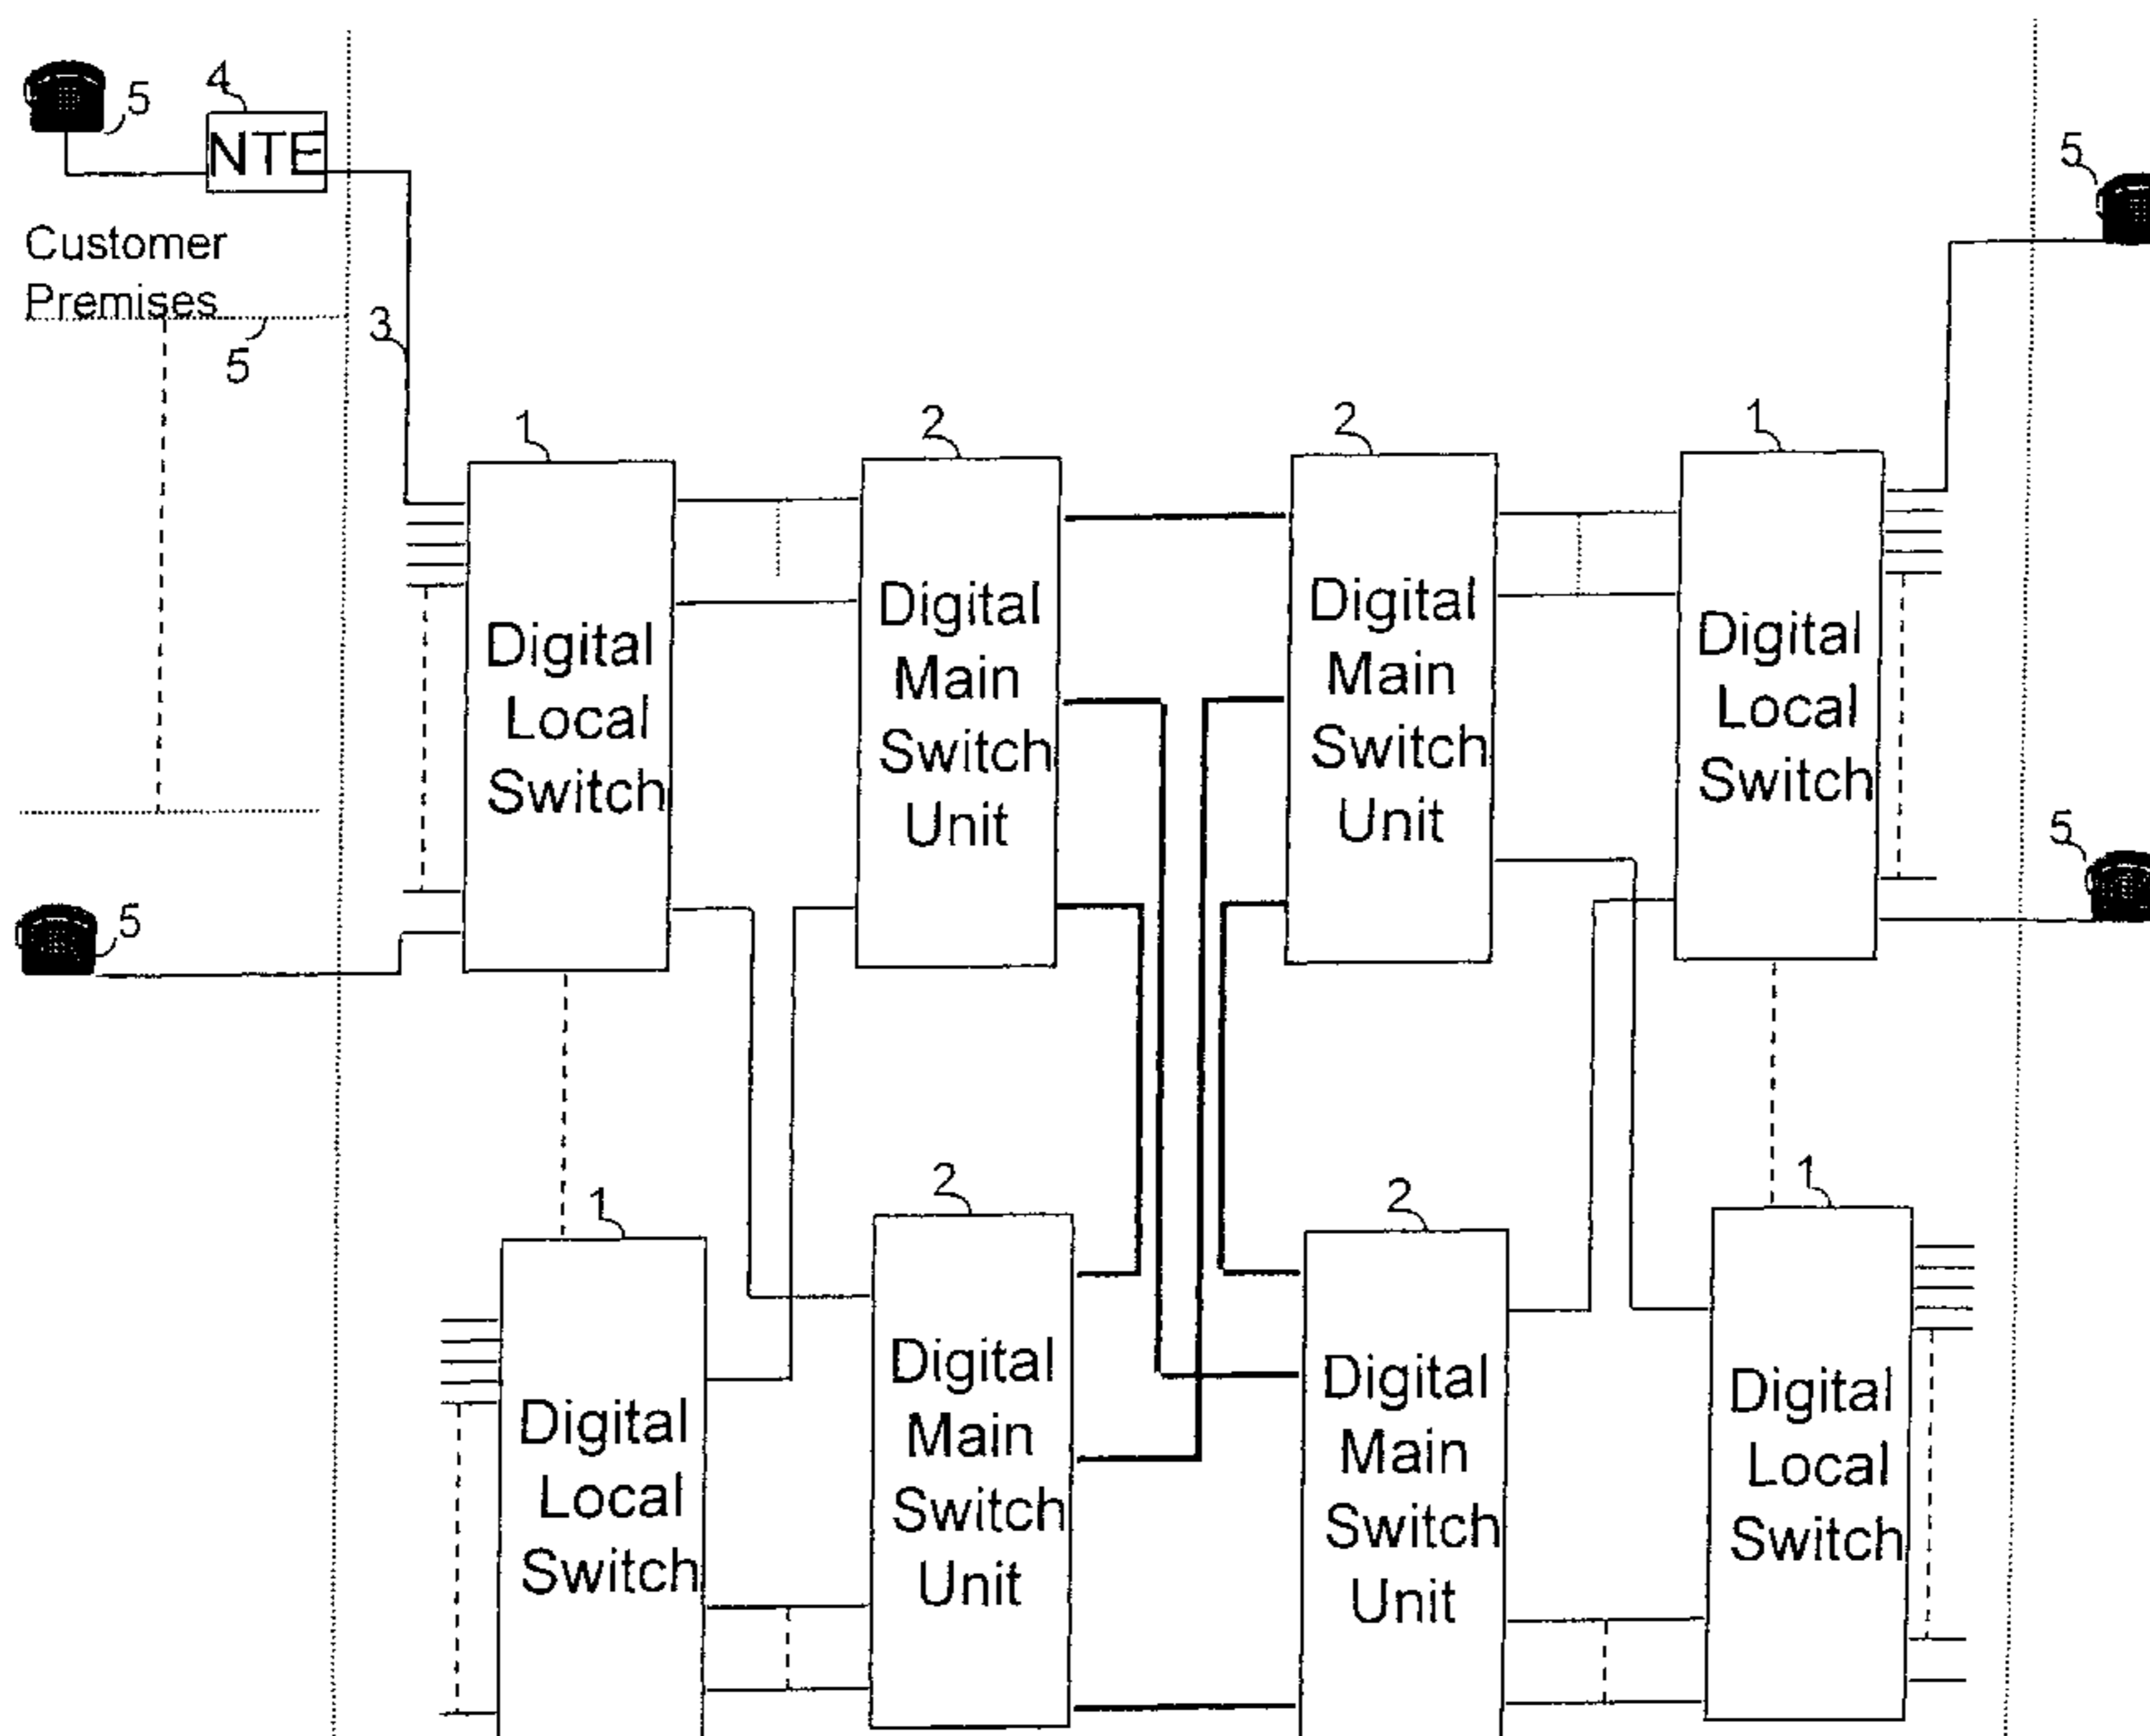 5
4
NTE
5
Customer
Premises
5
3
1
2
2
1
Digital
Local
Switch
Digital
Main
Switch
Unit
Digital
Main
Switch
Unit
Digital
Local
Switch
5
5
1
2
2
1
Digital
Local
Switch
Digital
Main
Switch
Unit
Digital
Main
Switch
Unit
Digital
Local
Switch